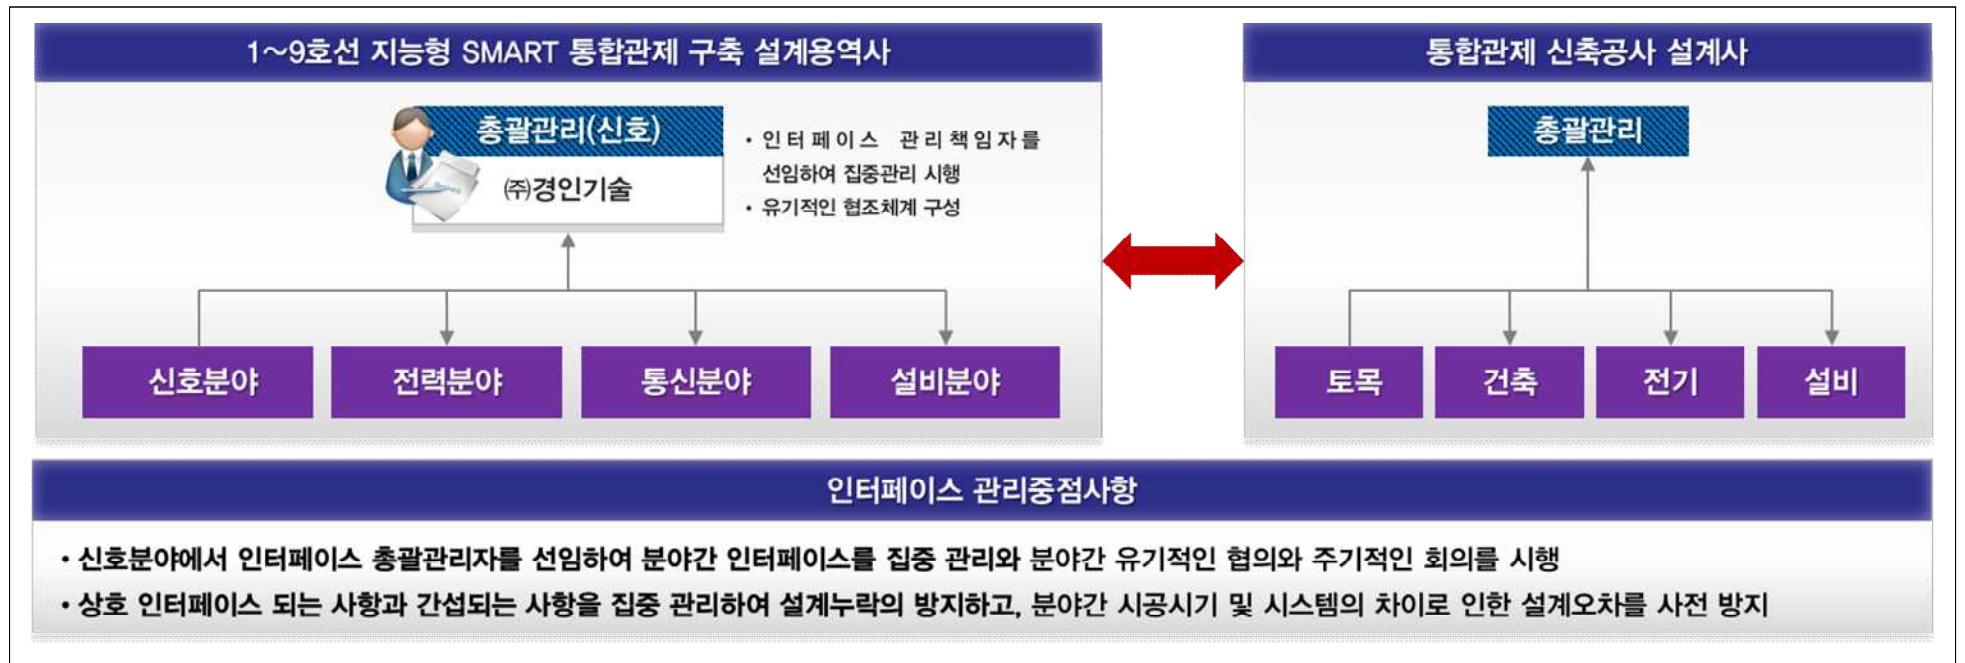 1~9호선 지능형 SMART 통합관제 구축 설계용역사
총괄관리(신호)
㈜경인기술
• 인터페이스 관리책임자를
선임하여 집중관리 시행
• 유기적인 협조체계 구성
신호분야
전력분야
통신분야
설비분야
통합관제 신축공사 설계사
총괄관리
토목
건축
전기
설비
인터페이스 관리중점사항
• 신호분야에서 인터페이스 총괄관리자를 선임하여 분야간 인터페이스를 집중 관리와 분야간 유기적인 협의와 주기적인 회의를 시행
• 상호 인터페이스 되는 사항과 간섭되는 사항을 집중 관리하여 설계누락의 방지하고, 분야간 시공시기 및 시스템의 차이로 인한 설계오차를 사전 방지